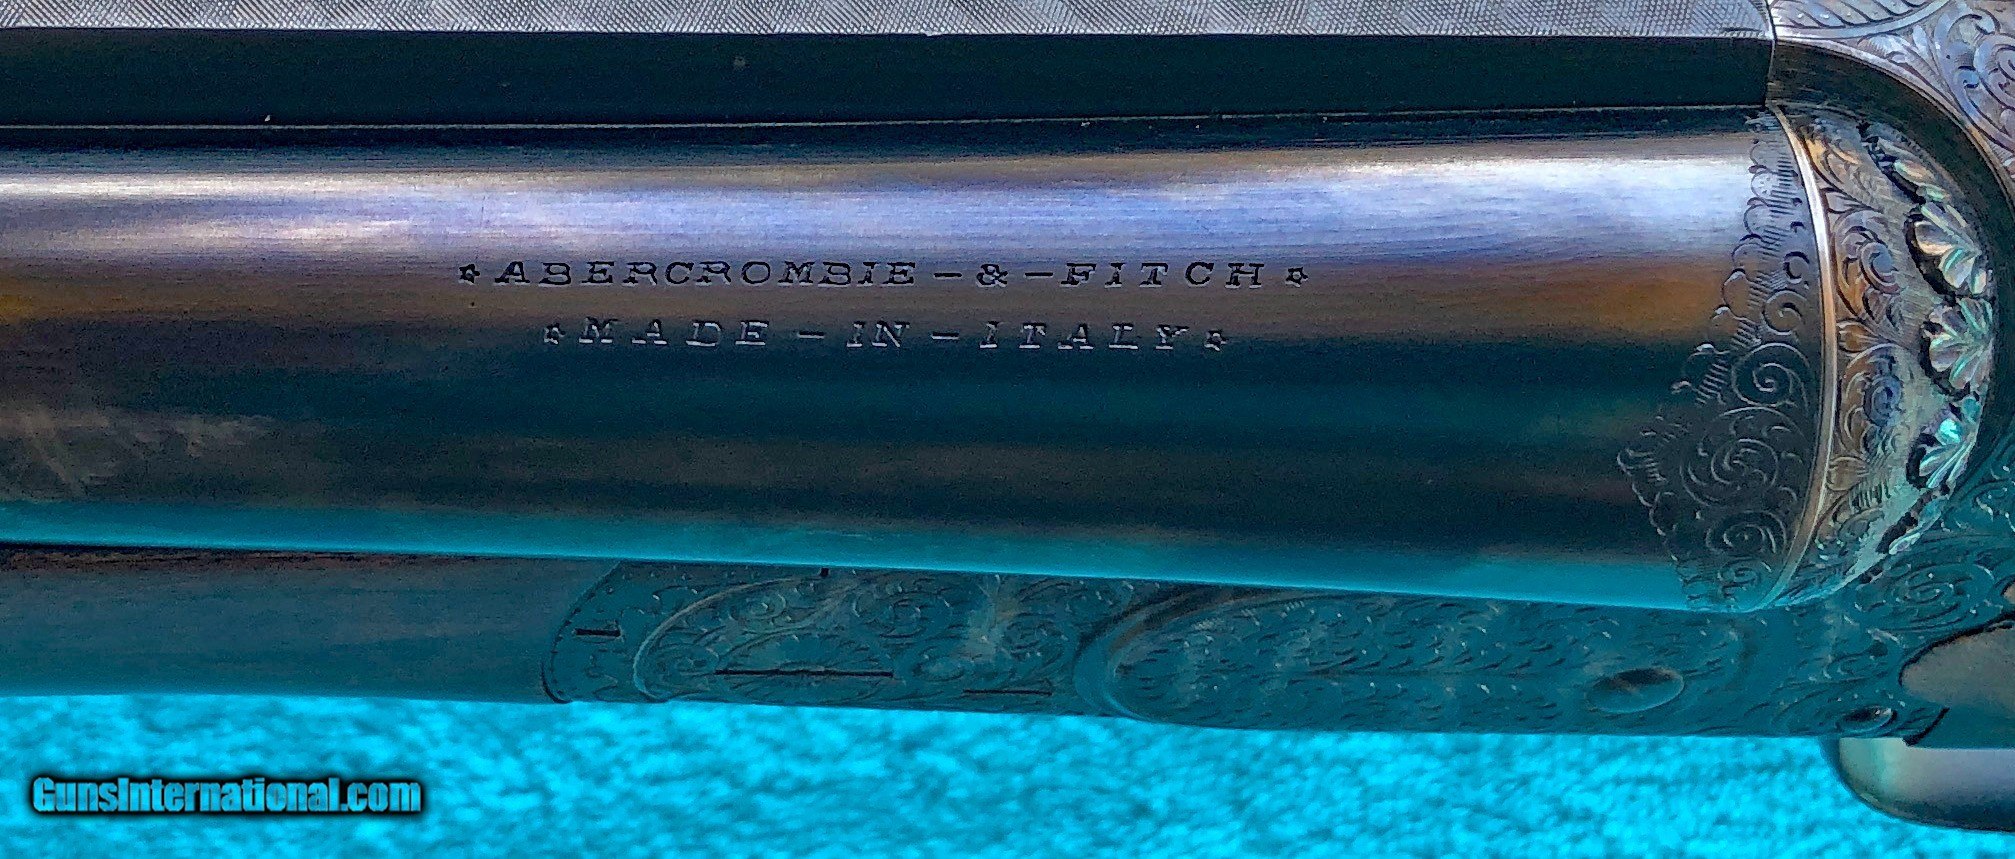 * ABERCROMBIE - & - FITCH *
* MADE - IN - ITALY *
GunsInternational.com